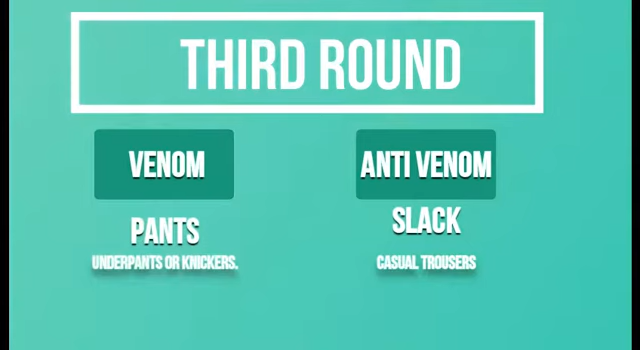 THIRD ROUND
VENOM
PANTS
UNDERPANTS OR KNICKERS.
ANTI VENOM
SLACK
CASUAL TROUSERS